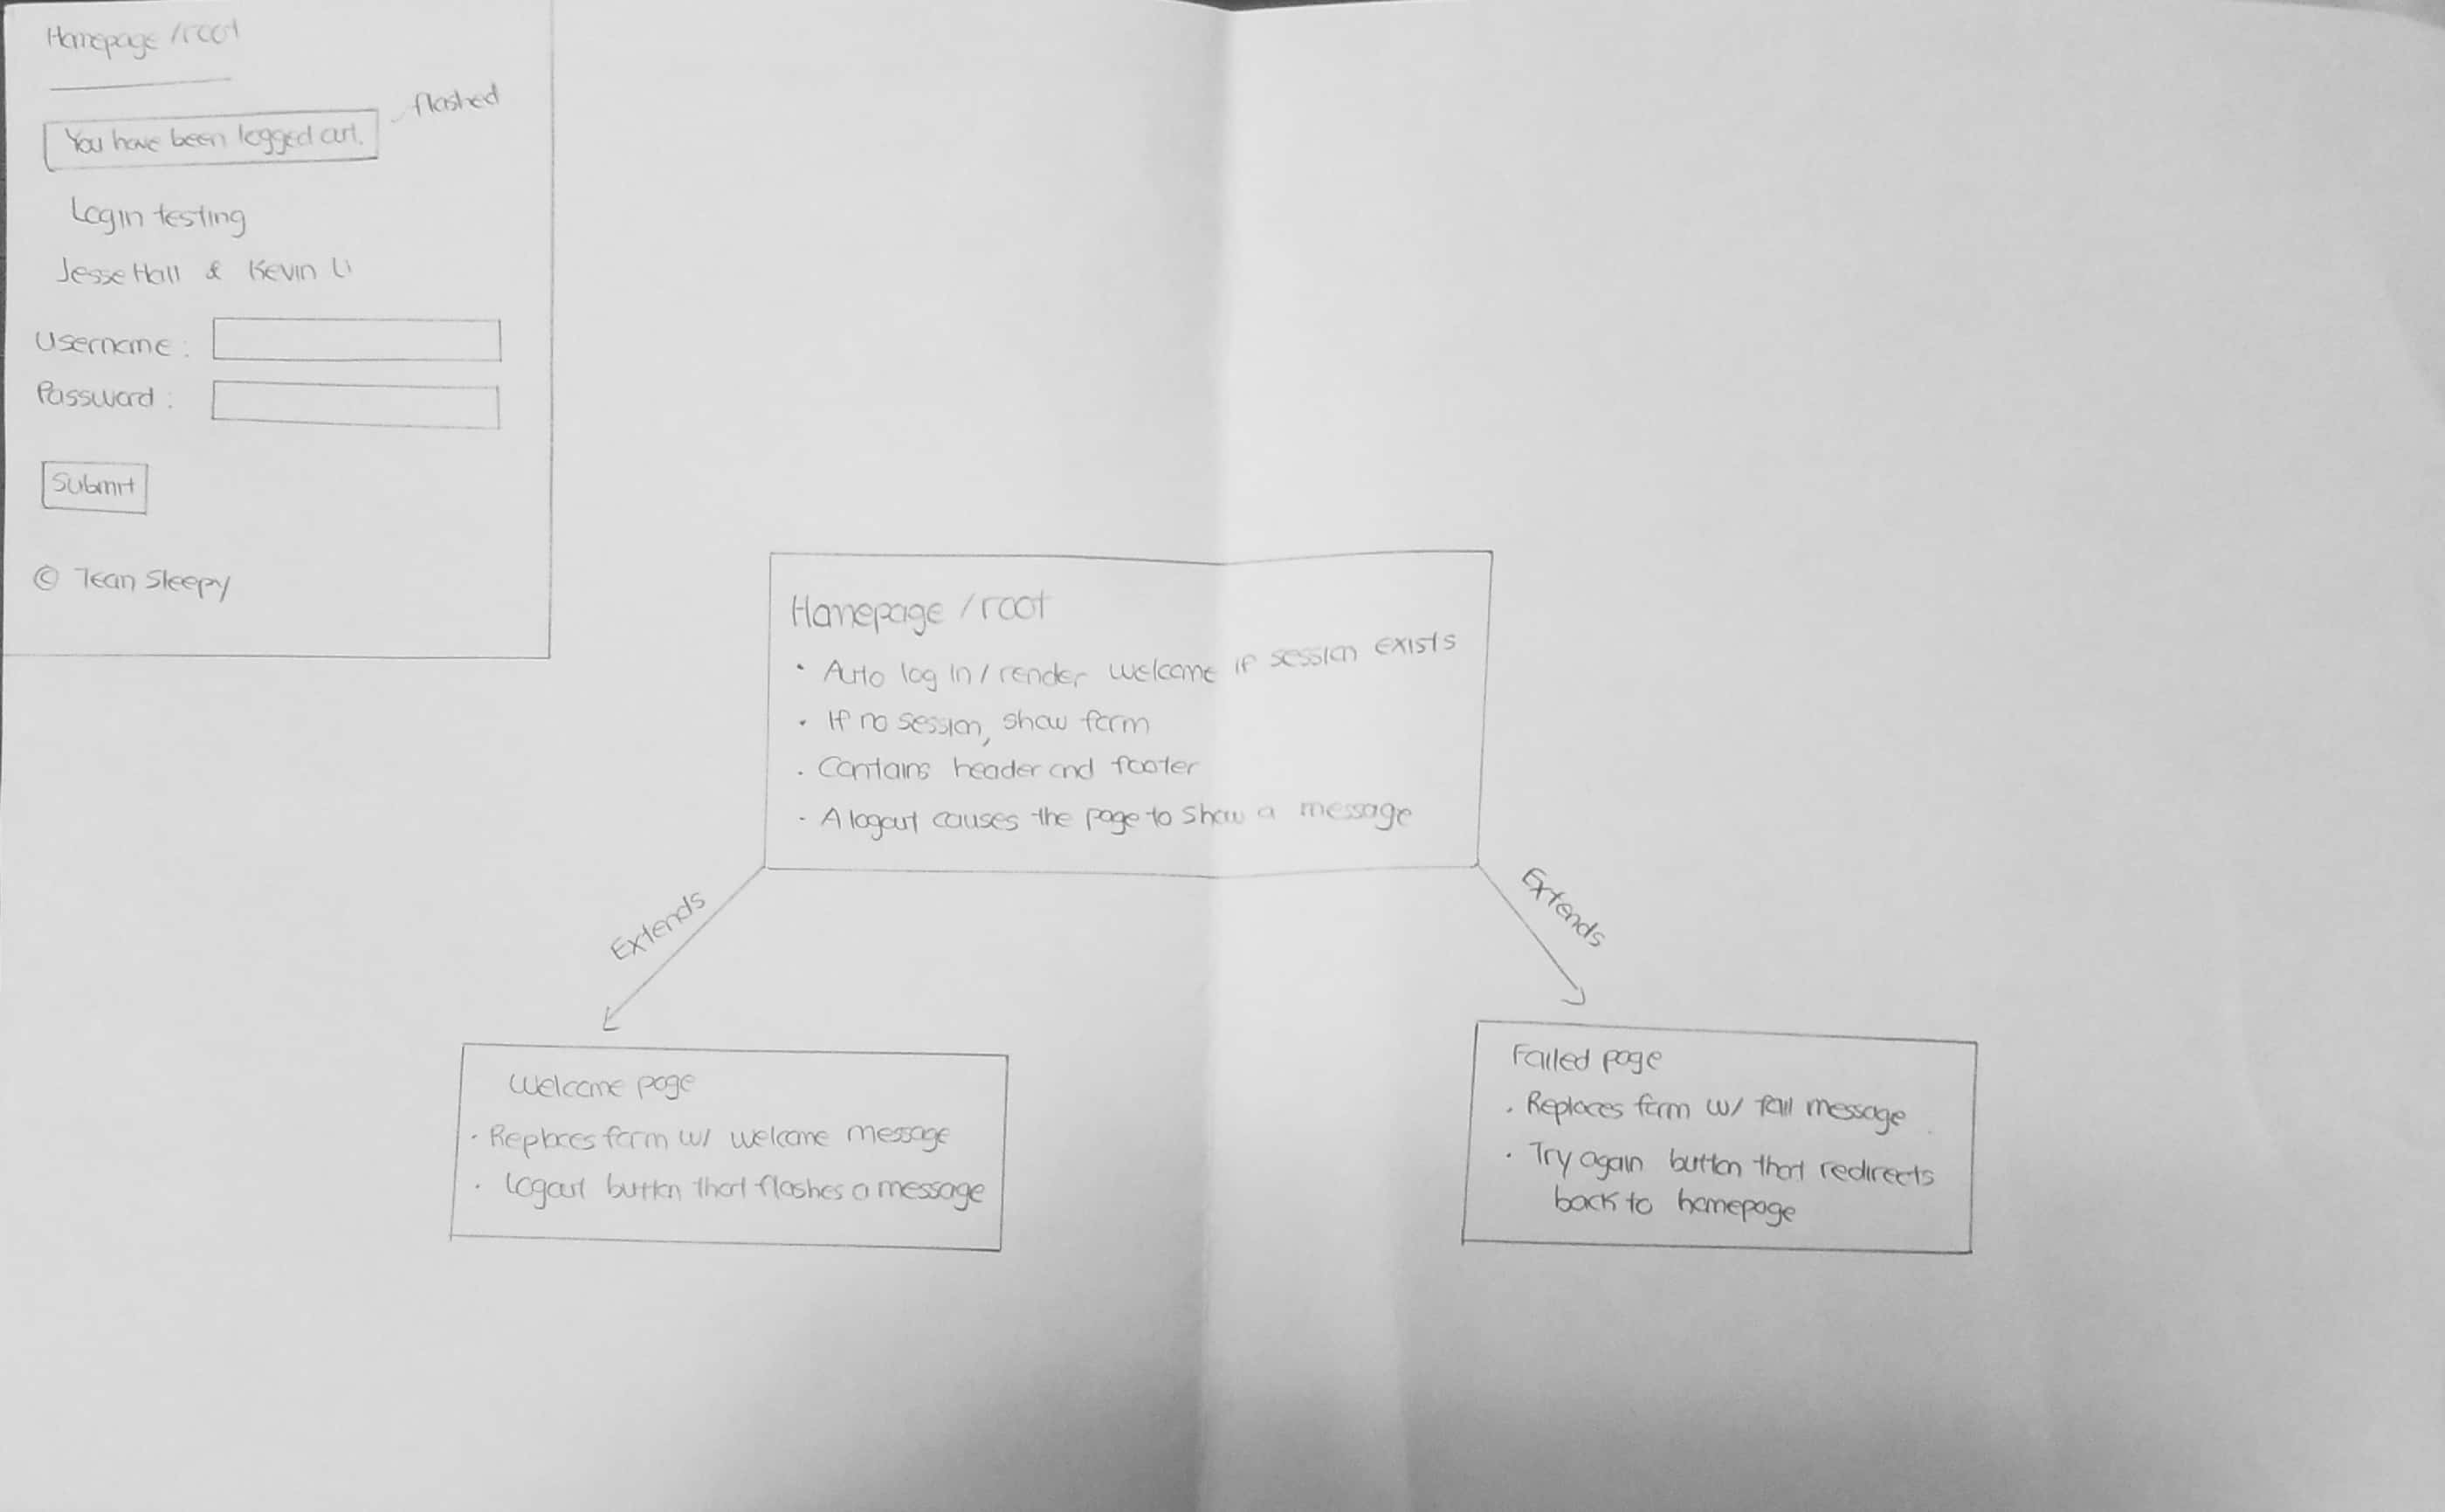 Homepage /root
flashed
You have been logged out.
Login testing
Jesse Hall & Kevin Li
Username :
Password :
Submit
© Team Sleepy
Homepage /root
· Auto log in / render welcome if session exists
· If no session, show form
· Contains header and footer
- A logout causes the page to show a message
Extends
Extends
Welcome page
· Replaces form w/ welcome message
· Logout button that flashes a message
Failed page
· Replaces form w/ fail message
· Try again button that redirects
back to homepage